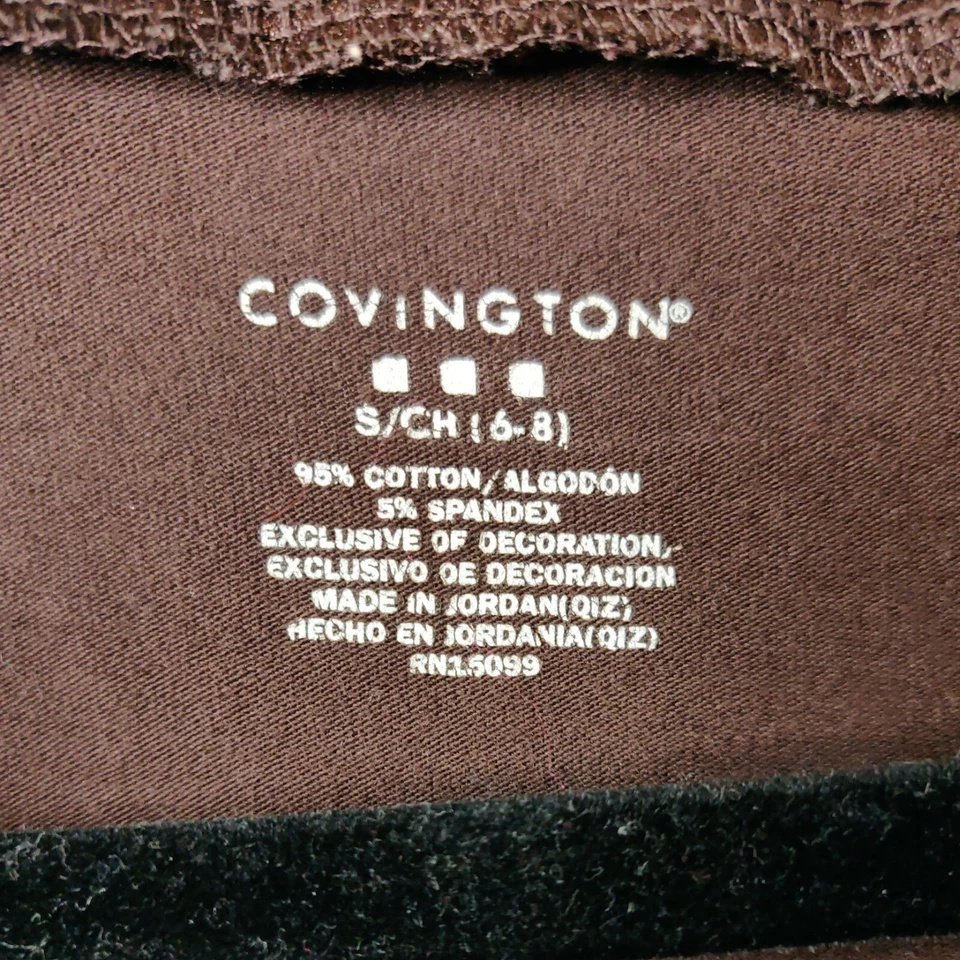 COVINGTON®
S/CH (6-8)
95% COTTON/ALGODÓN
5% SPANDEX
EXCLUSIVE OF DECORATION/
EXCLUSIVO DE DECORACION
MADE IN JORDAN(QIZ)
HECHO EN JORDANIA(QIZ)
RN15099